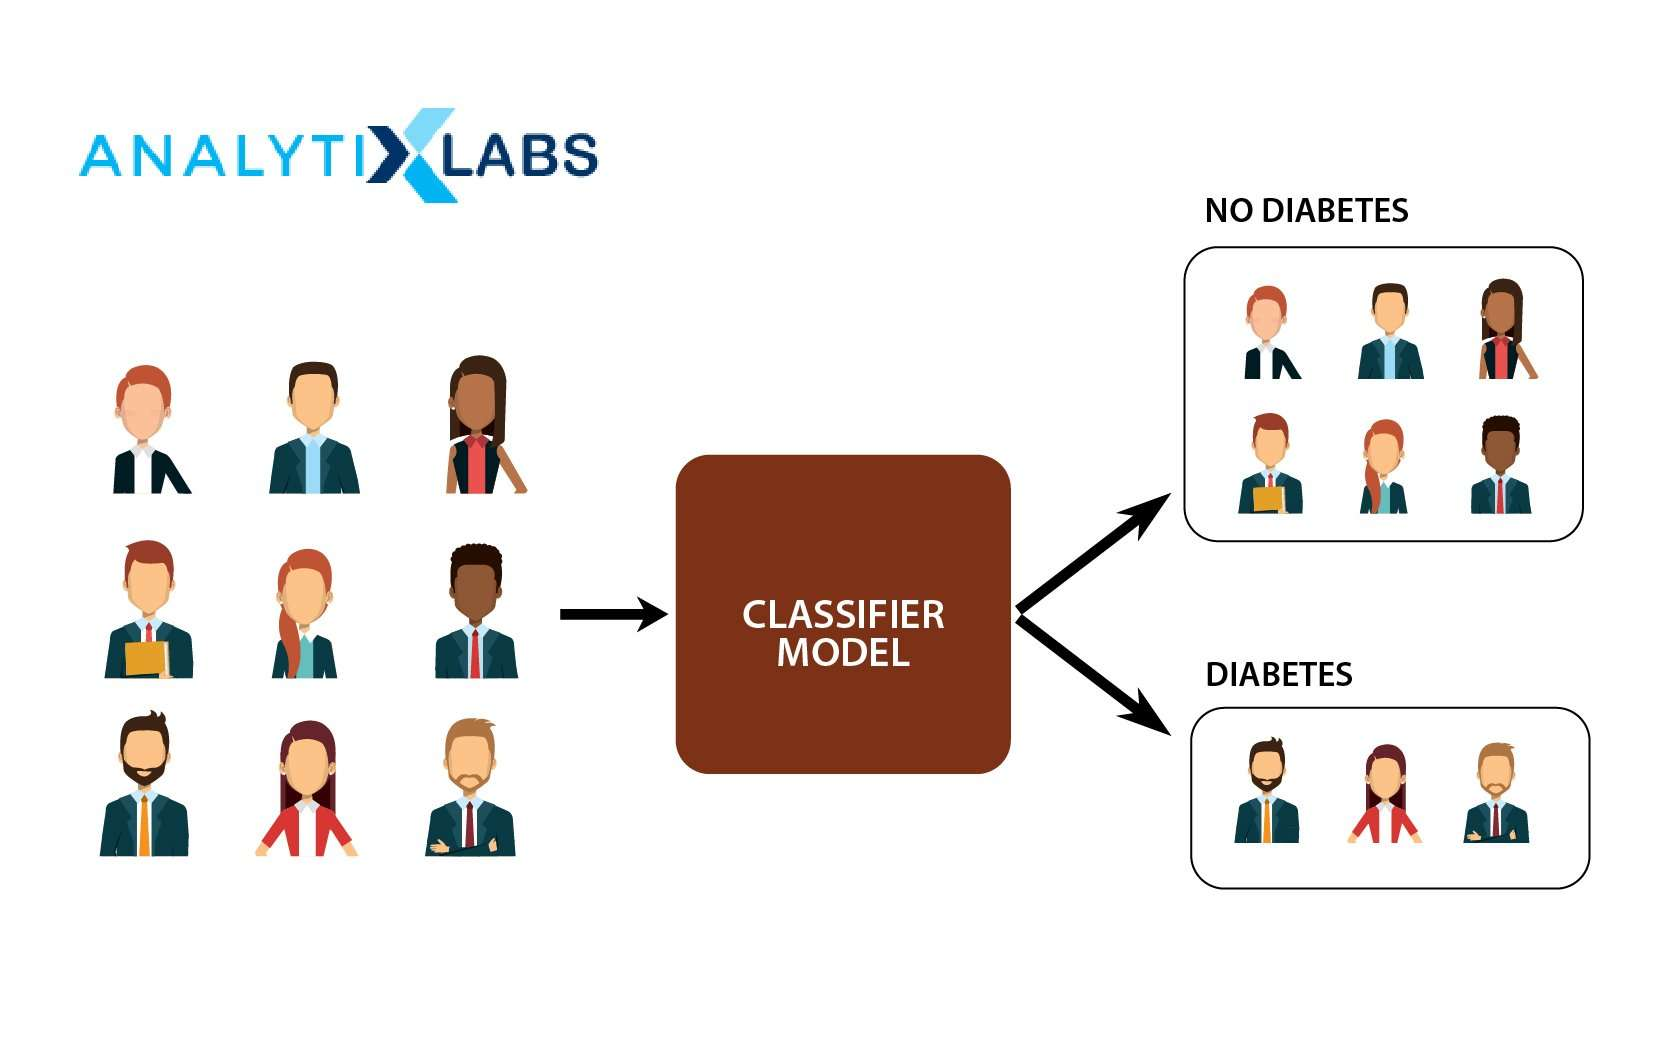 ANALYTIXLABS
NO DIABETES
CLASSIFIER
MODEL
DIABETES